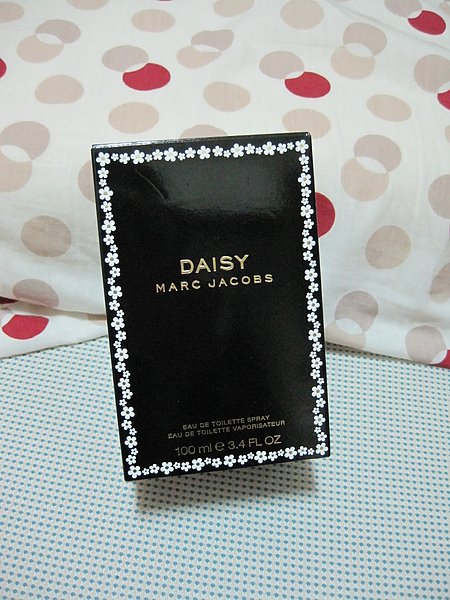 DAISY
MARC JACOBS
EAU DE TOILETTE SPRAY
EAU DE TOILETTE VAPORISATEUR
100 ml ℮ 3.4 FL OZ